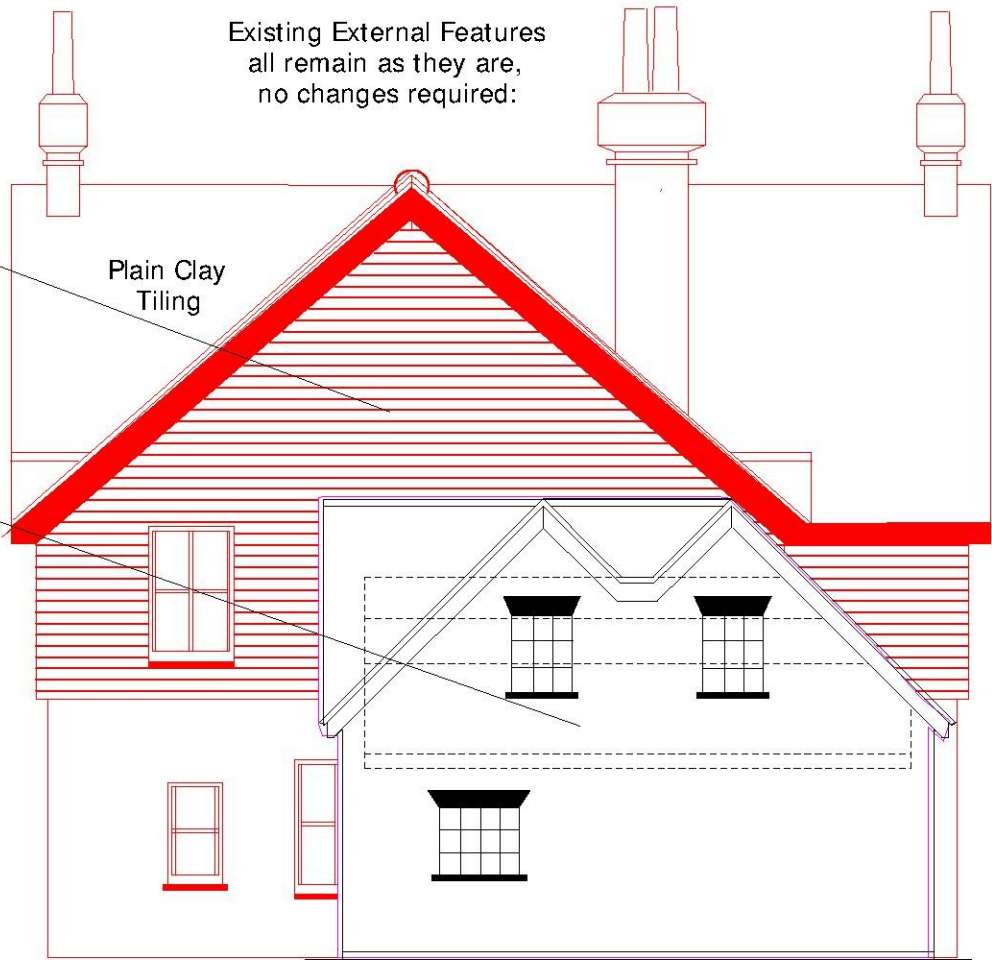 Existing External Features
all remain as they are,
no changes required:
Plain Clay
Tiling